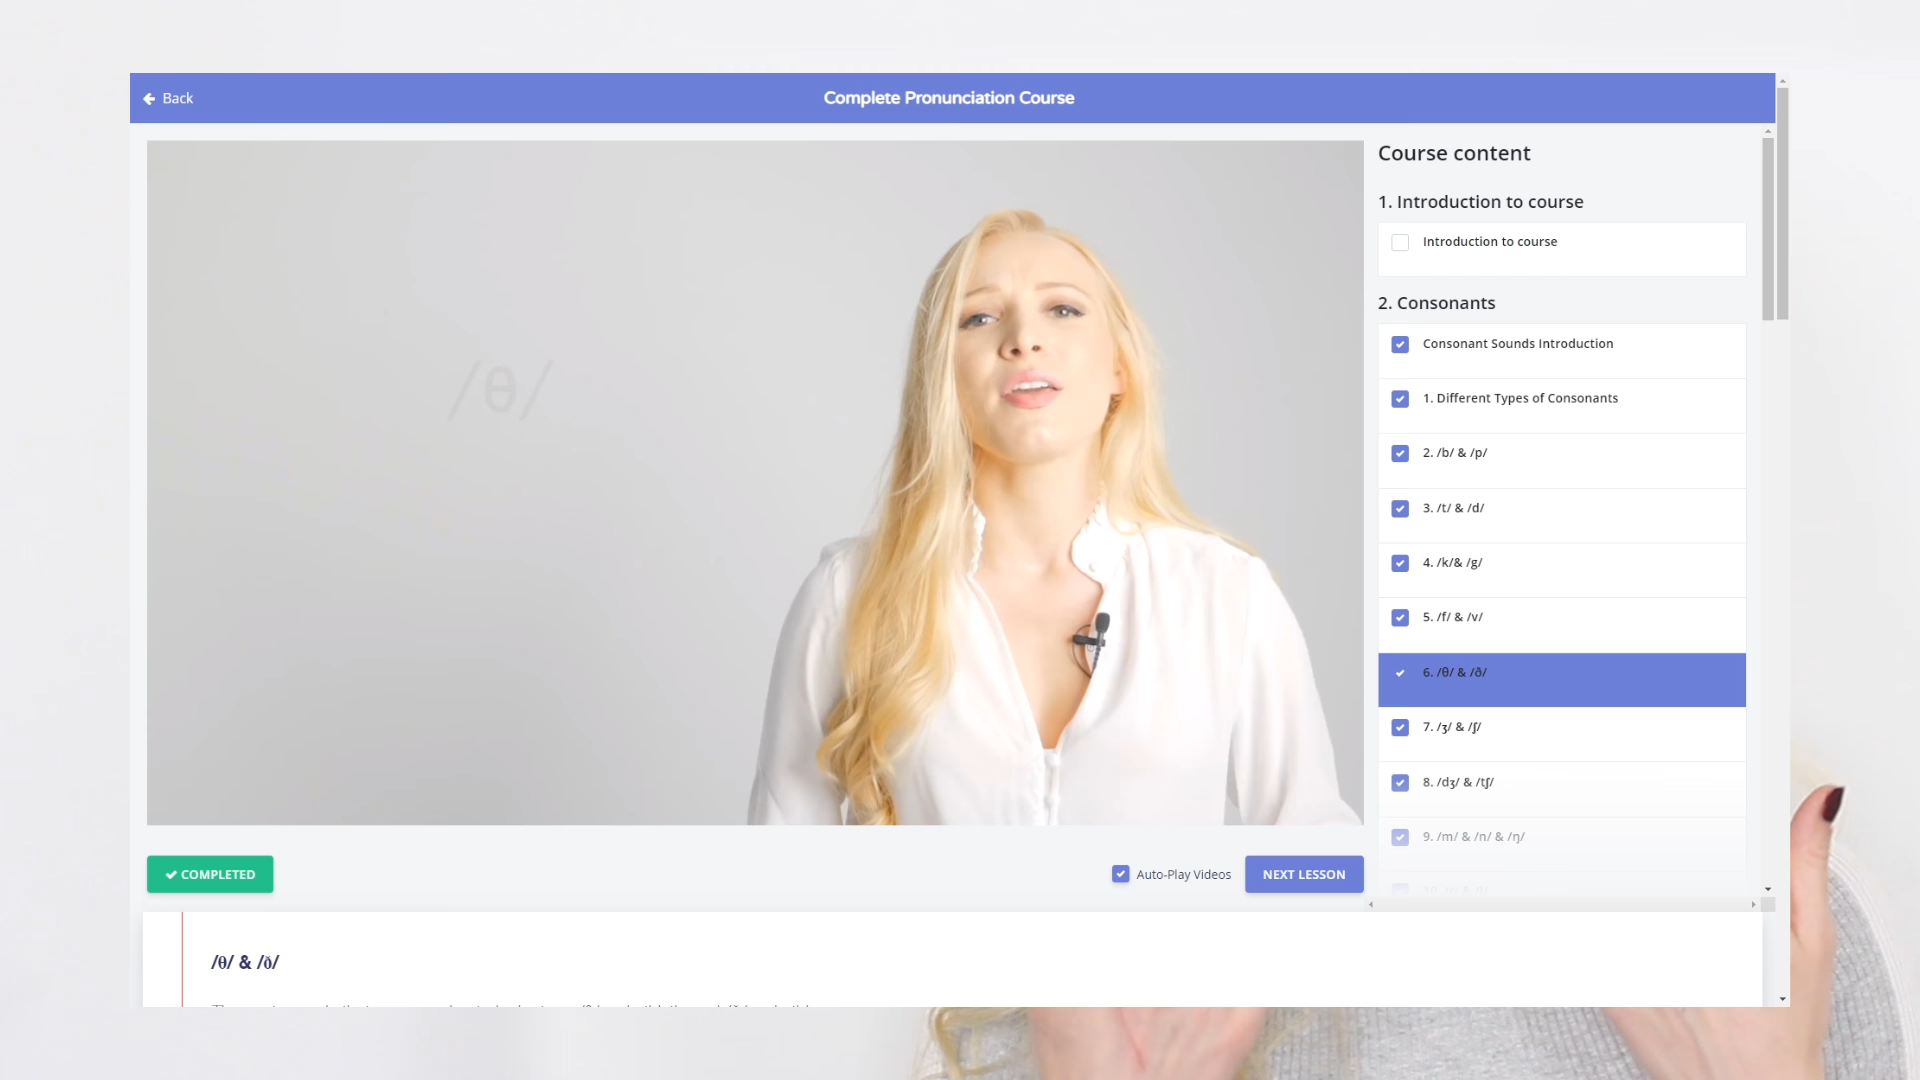 Back
Complete Pronunciation Course
/θ/
Course content
1. Introduction to course
Introduction to course
2. Consonants
Consonant Sounds Introduction
1. Different Types of Consonants
2. /b/ & /p/
3. /t/ & /d/
4. /k/& /g/
5. /f/ & /v/
6. /θ/ & /ð/
7. /ʒ/ & /ʃ/
8. /dʒ/ & /tʃ/
9. /m/ & /n/ & /ŋ/
COMPLETED
Auto-Play Videos
NEXT LESSON
/θ/ & /ð/